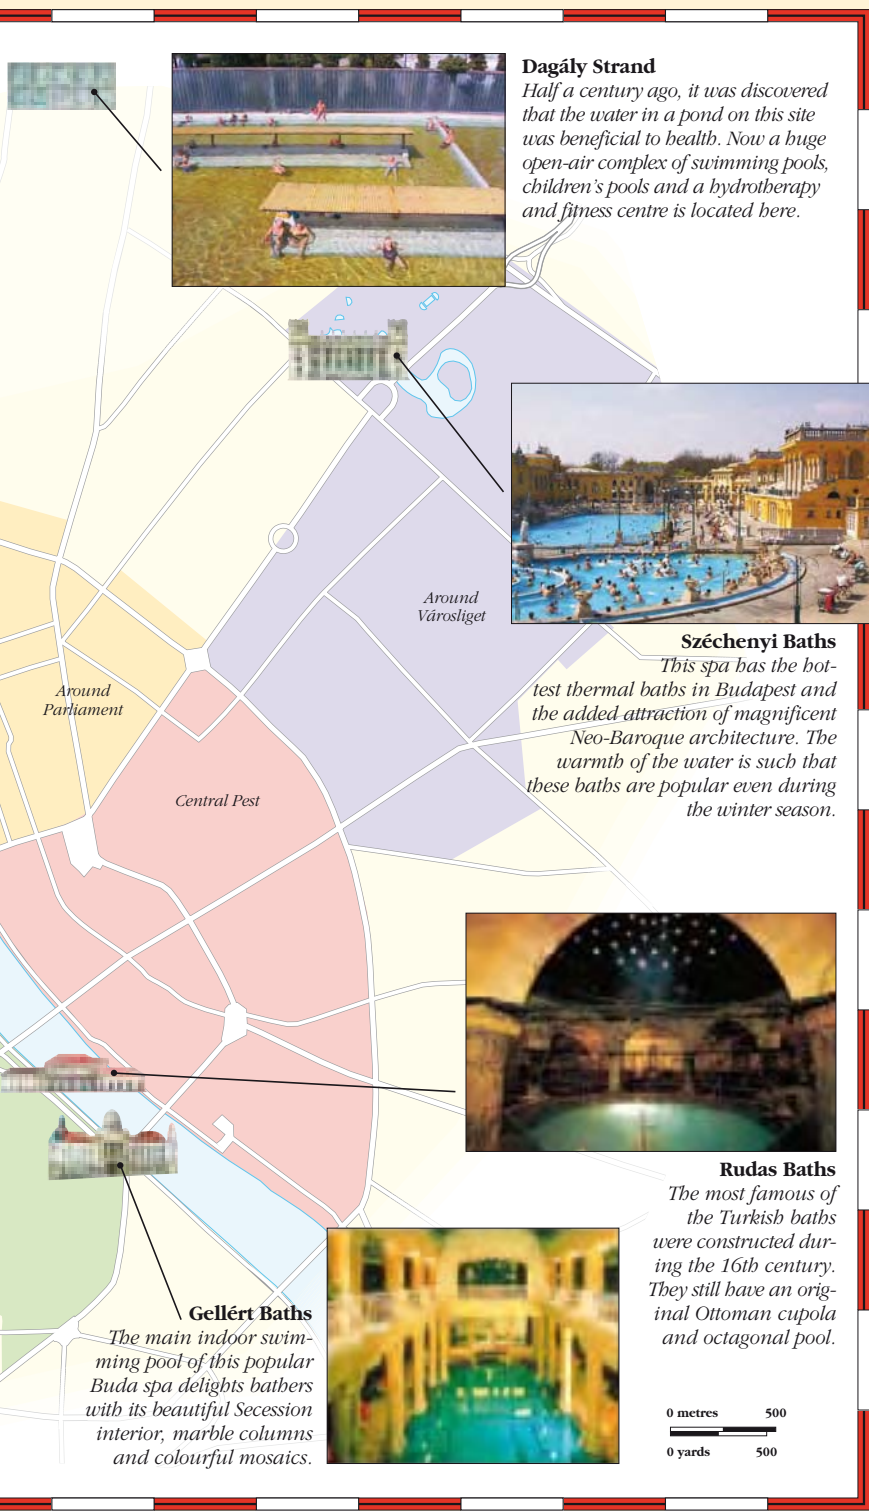 Dagály Strand
Half a century ago, it was discovered
that the water in a pond on this site
was beneficial to health. Now a huge
open-air complex of swimming pools,
children's pools and a hydrotherapy
and fitness centre is located here.
Around
Városliget
Széchenyi Baths
This spa has the hot-
test thermal baths in Budapest and
the added attraction of magnificent
Neo-Baroque architecture. The
warmth of the water is such that
these baths are popular even during
the winter season.
Around
Parliament
Central Pest
Rudas Baths
The most famous of
the Turkish baths
were constructed dur-
ing the 16th century.
They still have an orig-
inal Ottoman cupola
and octagonal pool.
Gellért Baths
The main indoor swim-
ming pool of this popular
Buda spa delights bathers
with its beautiful Secession
interior, marble columns
and colourful mosaics.
0 metres 500
0 yards 500